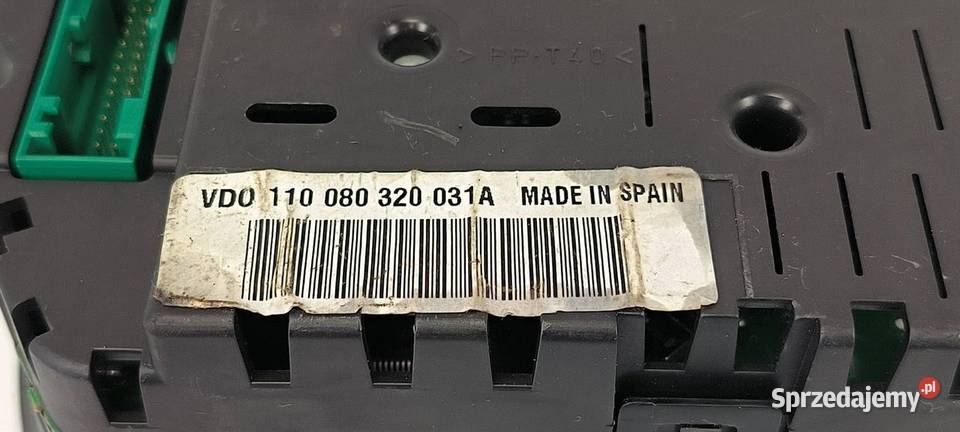 > PP-T40 <
VDO 110 080 320 031A MADE IN SPAIN
Sprzedajemy.pl